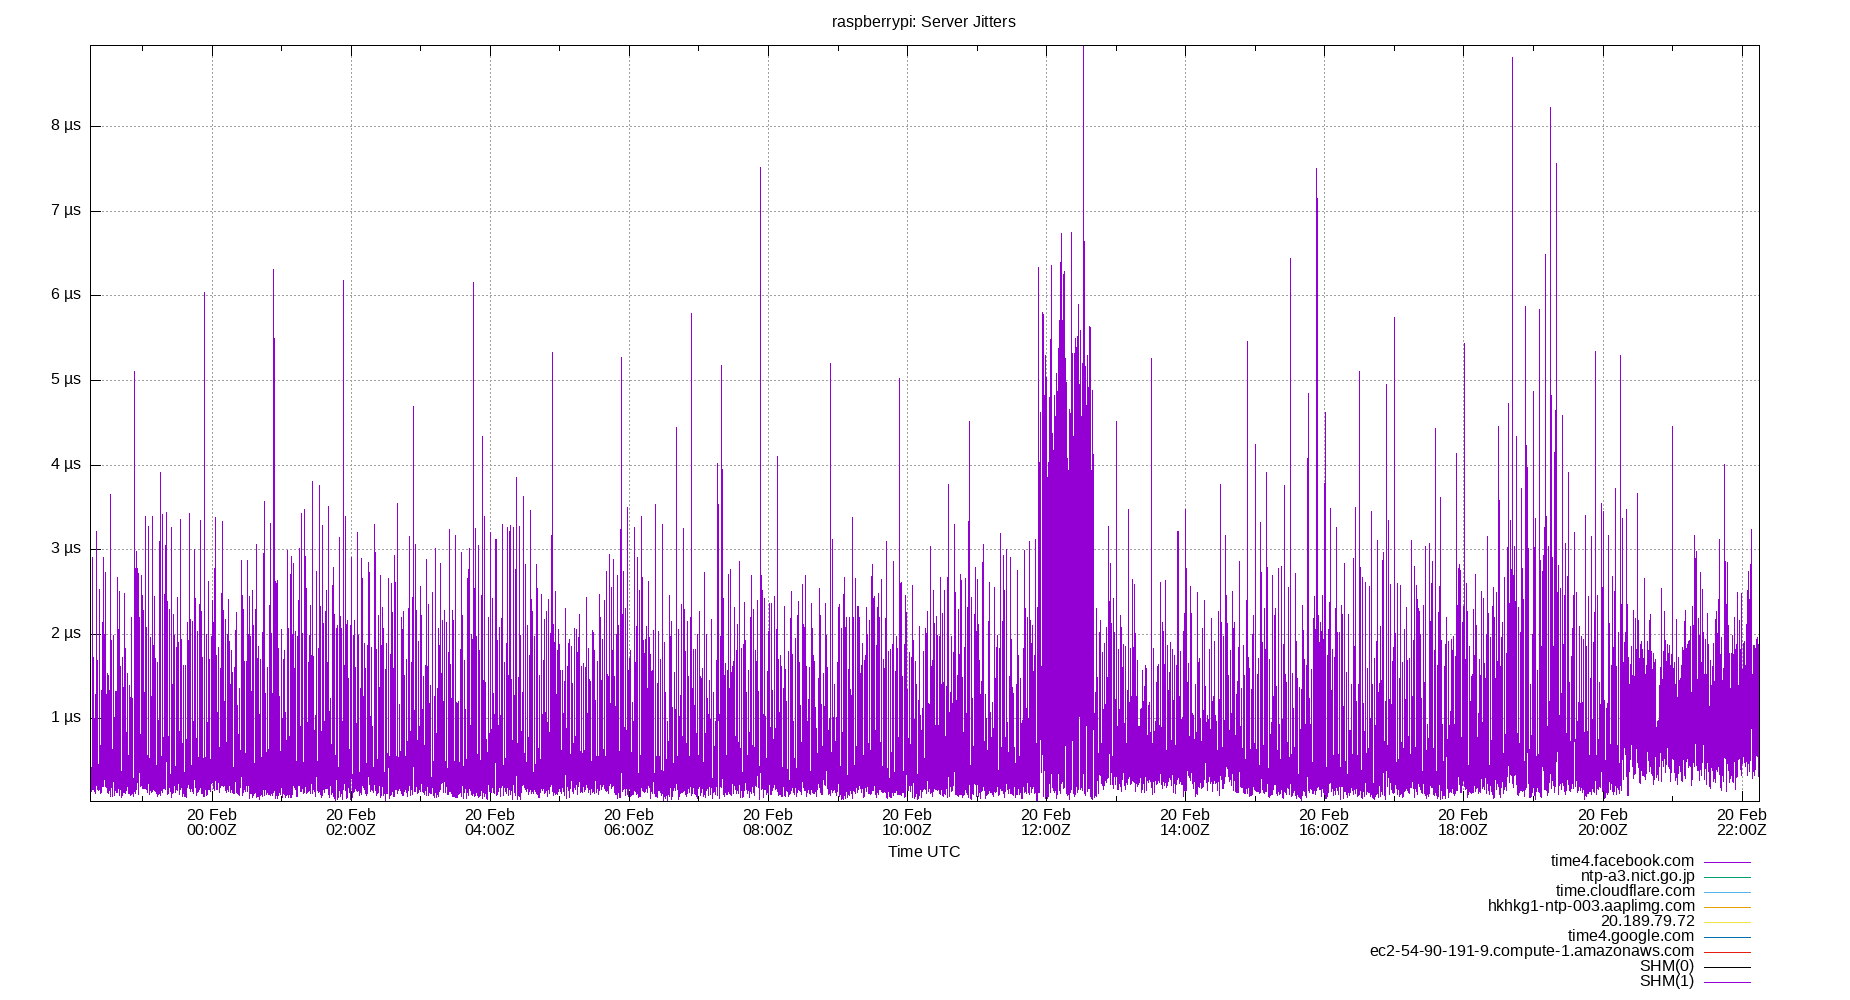 raspberrypi: Server Jitters
8 µs
7 µs
6 µs
5 µs
4 µs
3 µs
2 µs
1 µs
20 Feb 20 Feb 20 Feb 20 Feb 20 Feb 20 Feb 20 Feb 20 Feb 20 Feb 20 Feb 20 Feb 20 Feb
00:00Z 02:00Z 04:00Z 06:00Z 08:00Z 10:00Z 12:00Z 14:00Z 16:00Z 18:00Z 20:00Z 22:00Z
Time UTC
time4.facebook.com
ntp-a3.nict.go.jp
time.cloudflare.com
hkhkg1-ntp-003.aaplimg.com
20.189.79.72
time4.google.com
ec2-54-90-191-9.compute-1.amazonaws.com
SHM(0)
SHM(1)